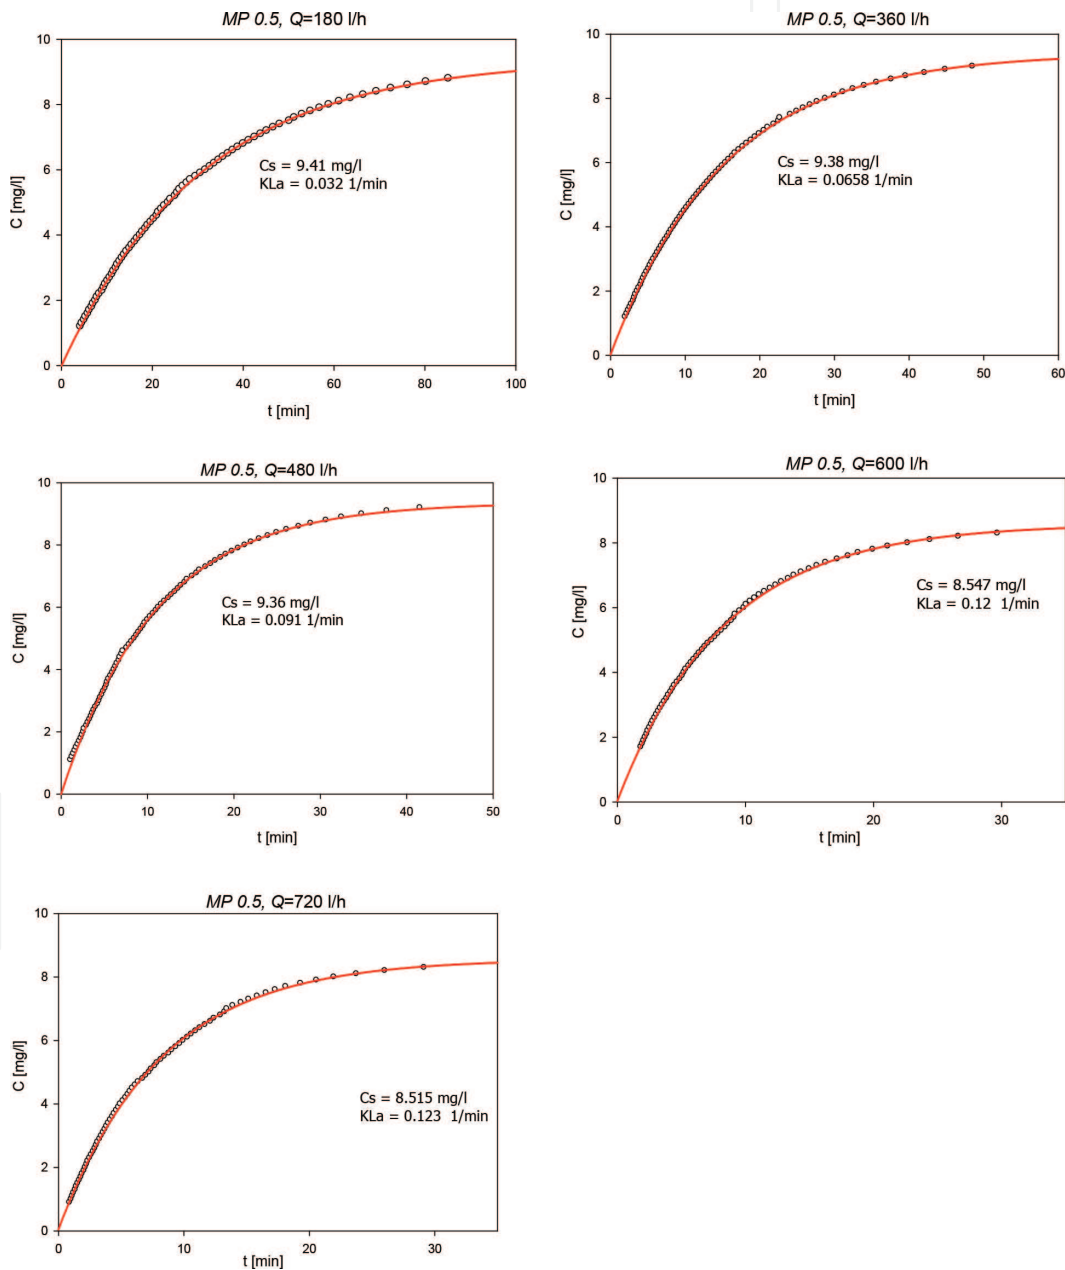 MP 0.5, Q=180 l/h
10
8
6
4
2
0
C [mg/l]
Cs = 9.41 mg/l
KLa = 0.032 1/min
0 20 40 60 80 100
t [min]
MP 0.5, Q=360 l/h
10
8
6
4
2
0
C [mg/l]
Cs = 9.38 mg/l
KLa = 0.0658 1/min
0 10 20 30 40 50 60
t [min]
MP 0.5, Q=480 l/h
10
8
6
4
2
0
C [mg/l]
Cs = 9.36 mg/l
KLa = 0.091 1/min
0 10 20 30 40 50
t [min]
MP 0.5, Q=600 l/h
10
8
6
4
2
0
C [mg/l]
Cs = 8.547 mg/l
KLa = 0.12 1/min
0 10 20 30
t [min]
MP 0.5, Q=720 l/h
10
8
6
4
2
0
C [mg/l]
Cs = 8.515 mg/l
KLa = 0.123 1/min
0 10 20 30
t [min]